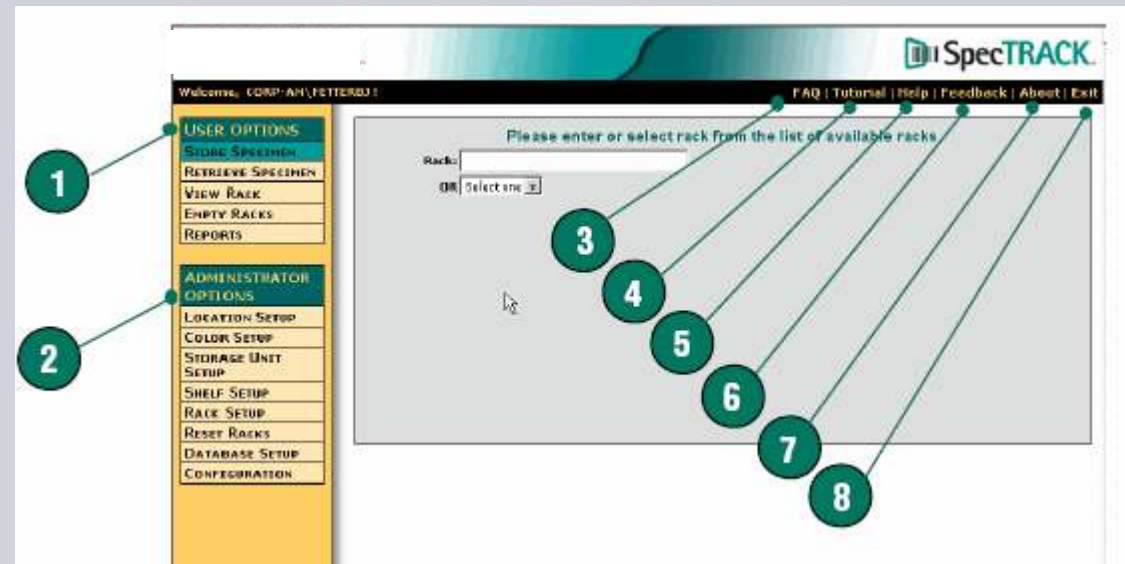 SpecTRACK
Welcome, CORP-AM\FETTERBJ !
FAQ | Tutorial | Help | Feedback | About | Exit
USER OPTIONS
STORE SPECIMEN
RETRIEVE SPECIMEN
VIEW RACK
EMPTY RACKS
REPORTS
ADMINISTRATOR
OPTIONS
LOCATION SETUP
COLOR SETUP
STORAGE UNIT
SETUP
SHELF SETUP
RACK SETUP
RESET RACKS
DATABASE SETUP
CONFIGURATION
Please enter or select rack from the list of available racks
Rack:
OR Select one
1
2
3
4
5
6
7
8